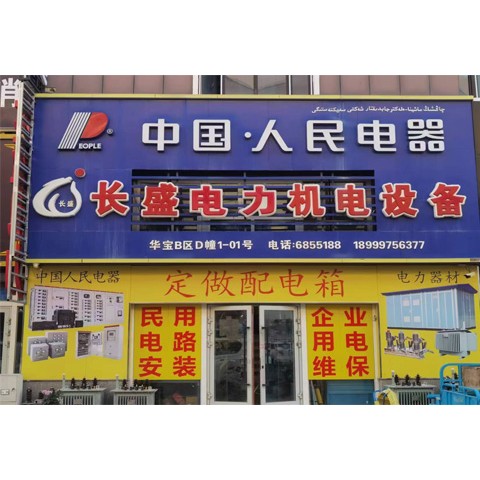 肖
PEOPLE ®
中国·人民电器
长盛
长盛电力机电设备
华宝B区D幢1-01号 电话:6855188 18999756377
中国人民电器
定做配电箱
电力器材
民用
电路
安装
企业
用电
维保